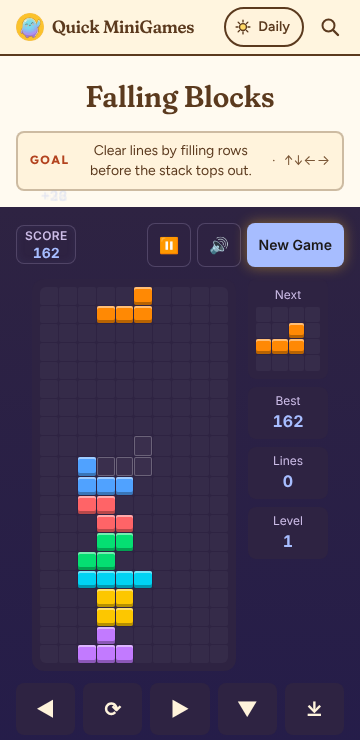 Quick MiniGames
Daily
Falling Blocks
GOAL
Clear lines by filling rows
before the stack tops out.
· ↑↓←→
+28
SCORE
162
New Game
Next
Best
162
Lines
0
Level
1